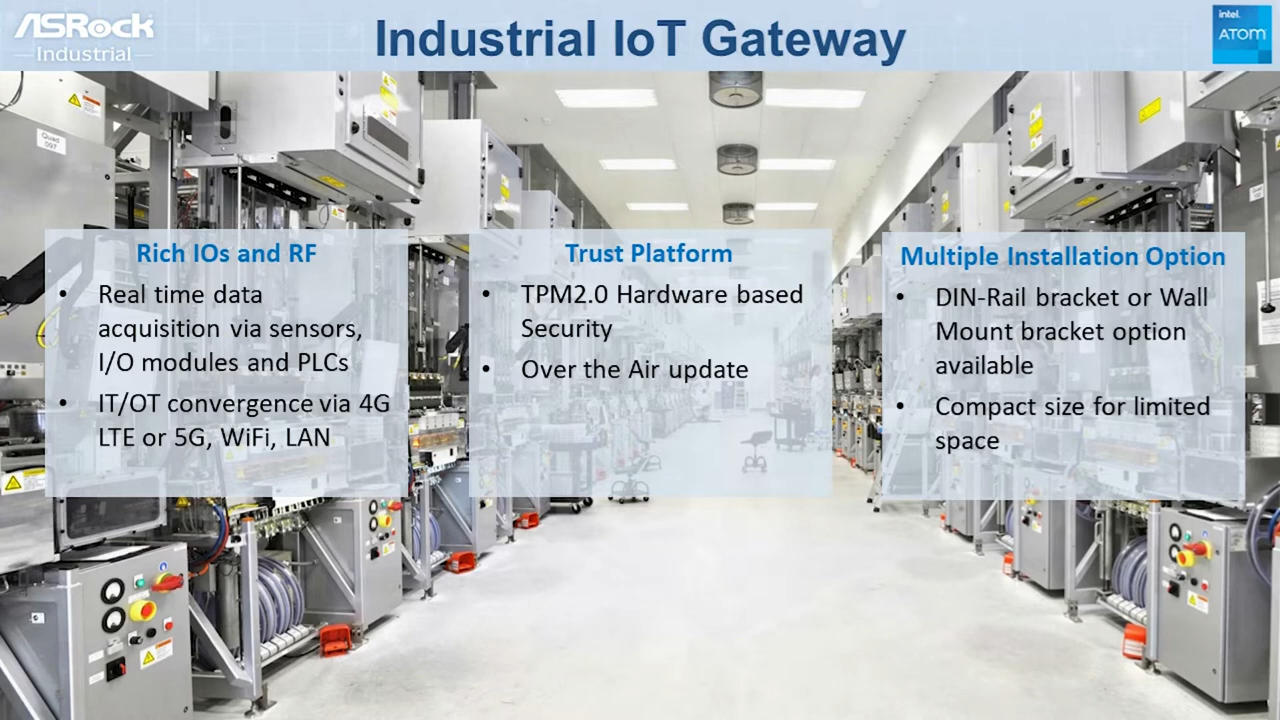 ASRock
Industrial
Industrial IoT Gateway
intel.
ATOM
Quad
097
Rich IOs and RF
• Real time data
acquisition via sensors,
I/O modules and PLCs
• IT/OT convergence via 4G
LTE or 5G, WiFi, LAN
Trust Platform
• TPM2.0 Hardware based
Security
• Over the Air update
Multiple Installation Option
• DIN-Rail bracket or Wall
Mount bracket option
available
• Compact size for limited
space